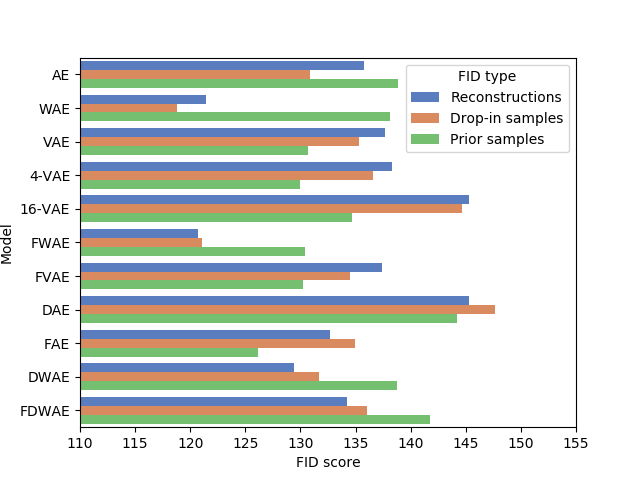 FID type
Reconstructions
Drop-in samples
Prior samples
Model
AE
WAE
VAE
4-VAE
16-VAE
FWAE
FVAE
DAE
FAE
DWAE
FDWAE
110 115 120 125 130 135 140 145 150 155
FID score